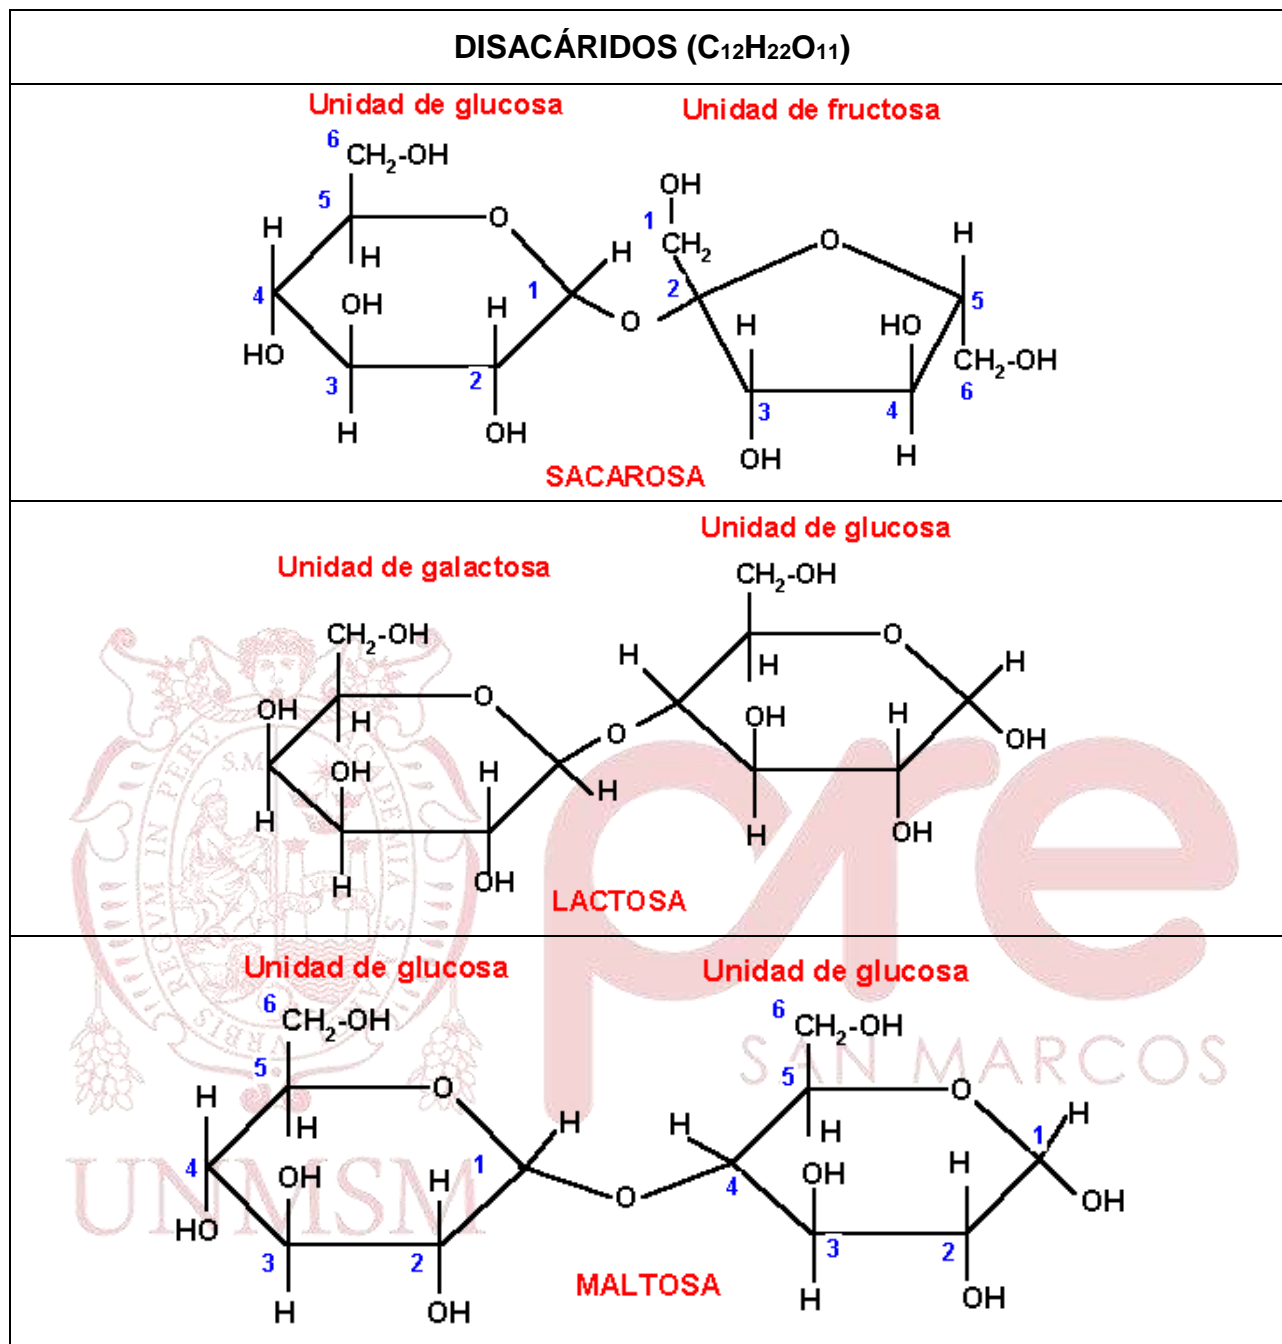 DISACÁRIDOS (C12H22O11)
Unidad de glucosa Unidad de fructosa
6 CH2-OH
OH
5 O
1 CH2
O H
H H
H
4 OH 1 H 2 H HO 5
O
HO CH2-OH
3 2 3 4 6
H OH OH H
SACAROSA
Unidad de glucosa
Unidad de galactosa
CH2-OH
CH2-OH
O
H H H
OH O
H O OH H OH
OH H H
H H OH
H OH
LACTOSA
Unidad de glucosa Unidad de glucosa
6 CH2-OH 6 CH2-OH
5 O 5 O
H H H H H 1 H
4 OH 1 H O 4 OH H OH
HO
3 2 3 2
H OH H OH
MALTOSA
S.M.
pre
SAN MARCOS
UNMSM